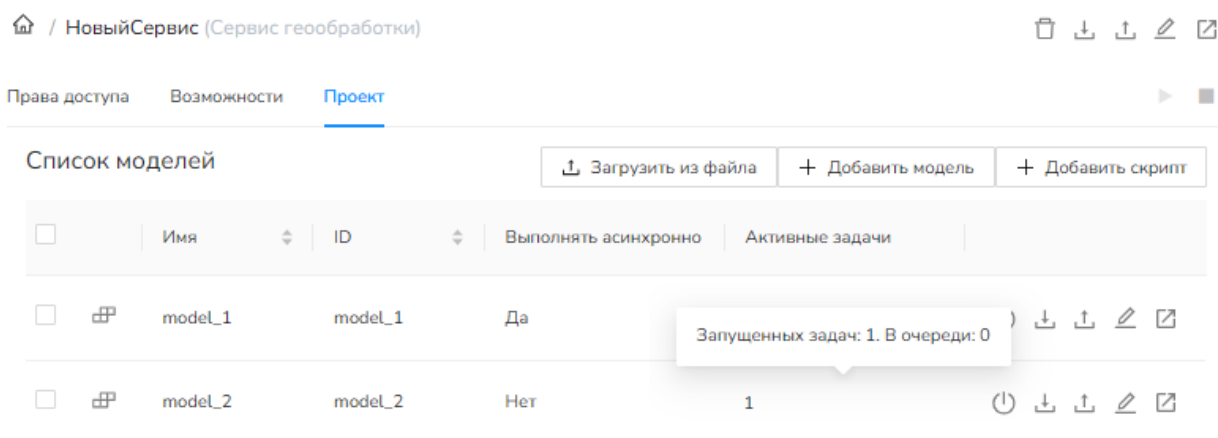 / НовыйСервис (Сервис геообработки)
Права доступа Возможности Проект
Список моделей Загрузить из файла + Добавить модель + Добавить скрипт
Имя ID Выполнять асинхронно Активные задачи
model_1 model_1 Да
Запущенных задач: 1. В очереди: 0
model_2 model_2 Нет 1